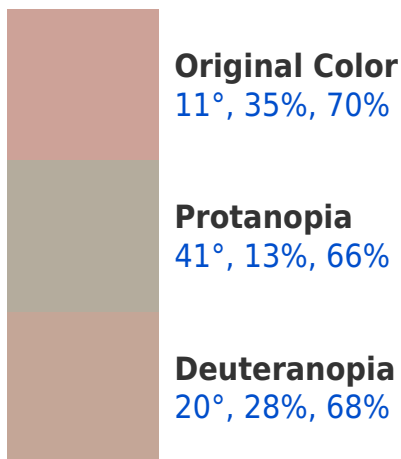 Original Color
11°, 35%, 70%
Protanopia
41°, 13%, 66%
Deuteranopia
20°, 28%, 68%